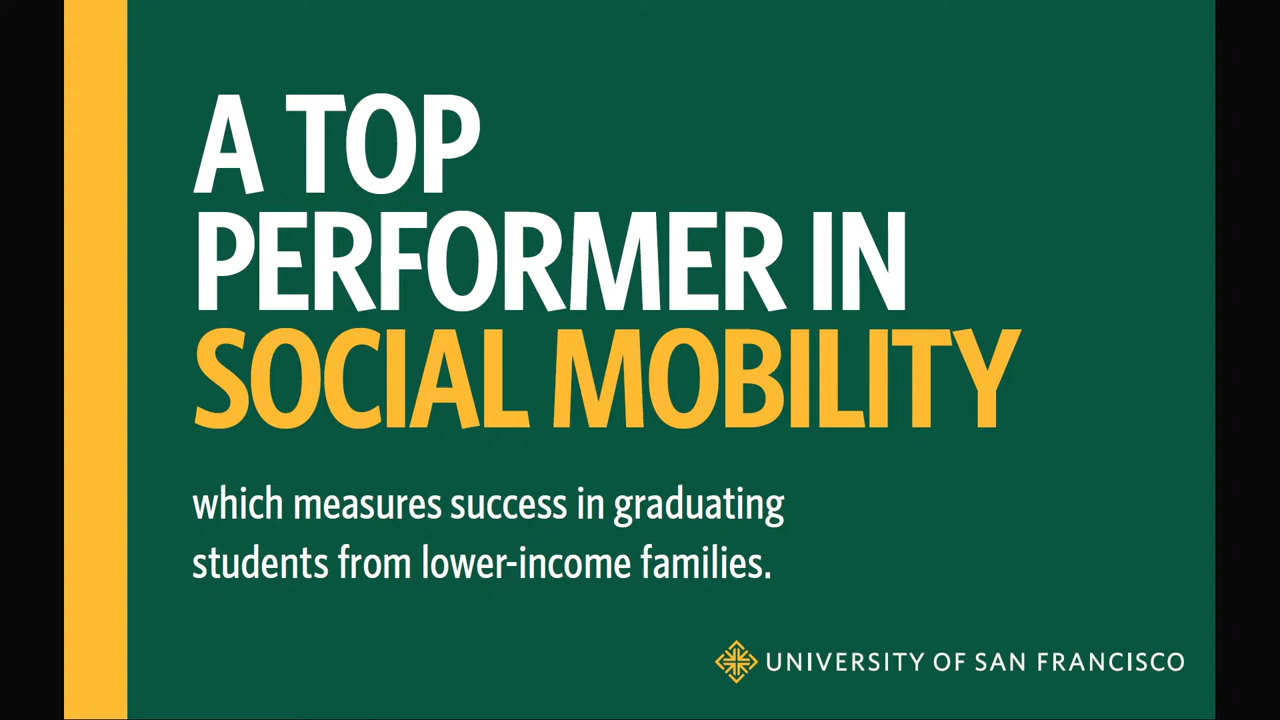 A TOP
PERFORMER IN
SOCIAL MOBILITY
which measures success in graduating
students from lower-income families.
UNIVERSITY OF SAN FRANCISCO